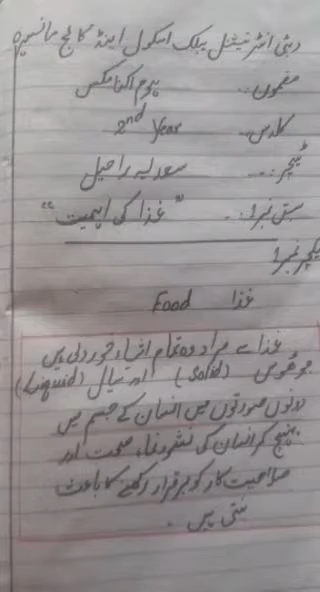 دبئی انٹرنیشنل پبلک اسکول اینڈ کالج مانسہرہ
مضمون:۔ ہوم اکنامکس
کلاس:۔ 2nd Year
ٹیچر:۔ سعدیہ راحیل
سبق نمبر1:۔ "غذا کی اہمیت"
لیکچر نمبر1
غذا Food
غذا سے مراد وہ تمام اشیاء خوردنی ہیں
جو ٹھوس (Solid) اور سیال (Liquid)
دونوں صورتوں میں انسان کے جسم میں
پہنچ کر انسان کی نشوونما، صحت اور
صلاحیت کار کو برقرار رکھنے کا باعث
بنتی ہیں۔